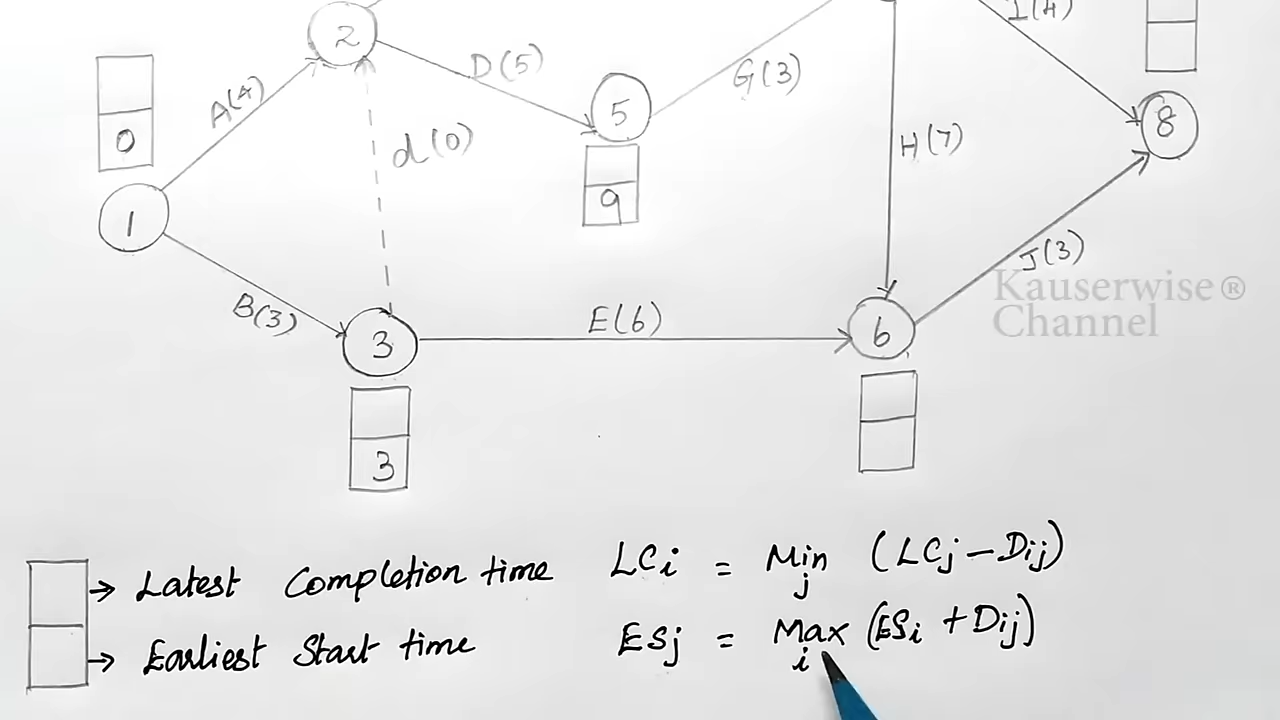 I(4)
2
D(5)
A(4)
G(3)
5
8
0
d(0)
H(7)
9
1
J(3)
Kauserwise®
Channel
B(3)
3
E(6)
6
3
Latest Completion time LCi = Min (LCj - Dij)
j
Earliest Start time ESj = Max (ESi + Dij)
i